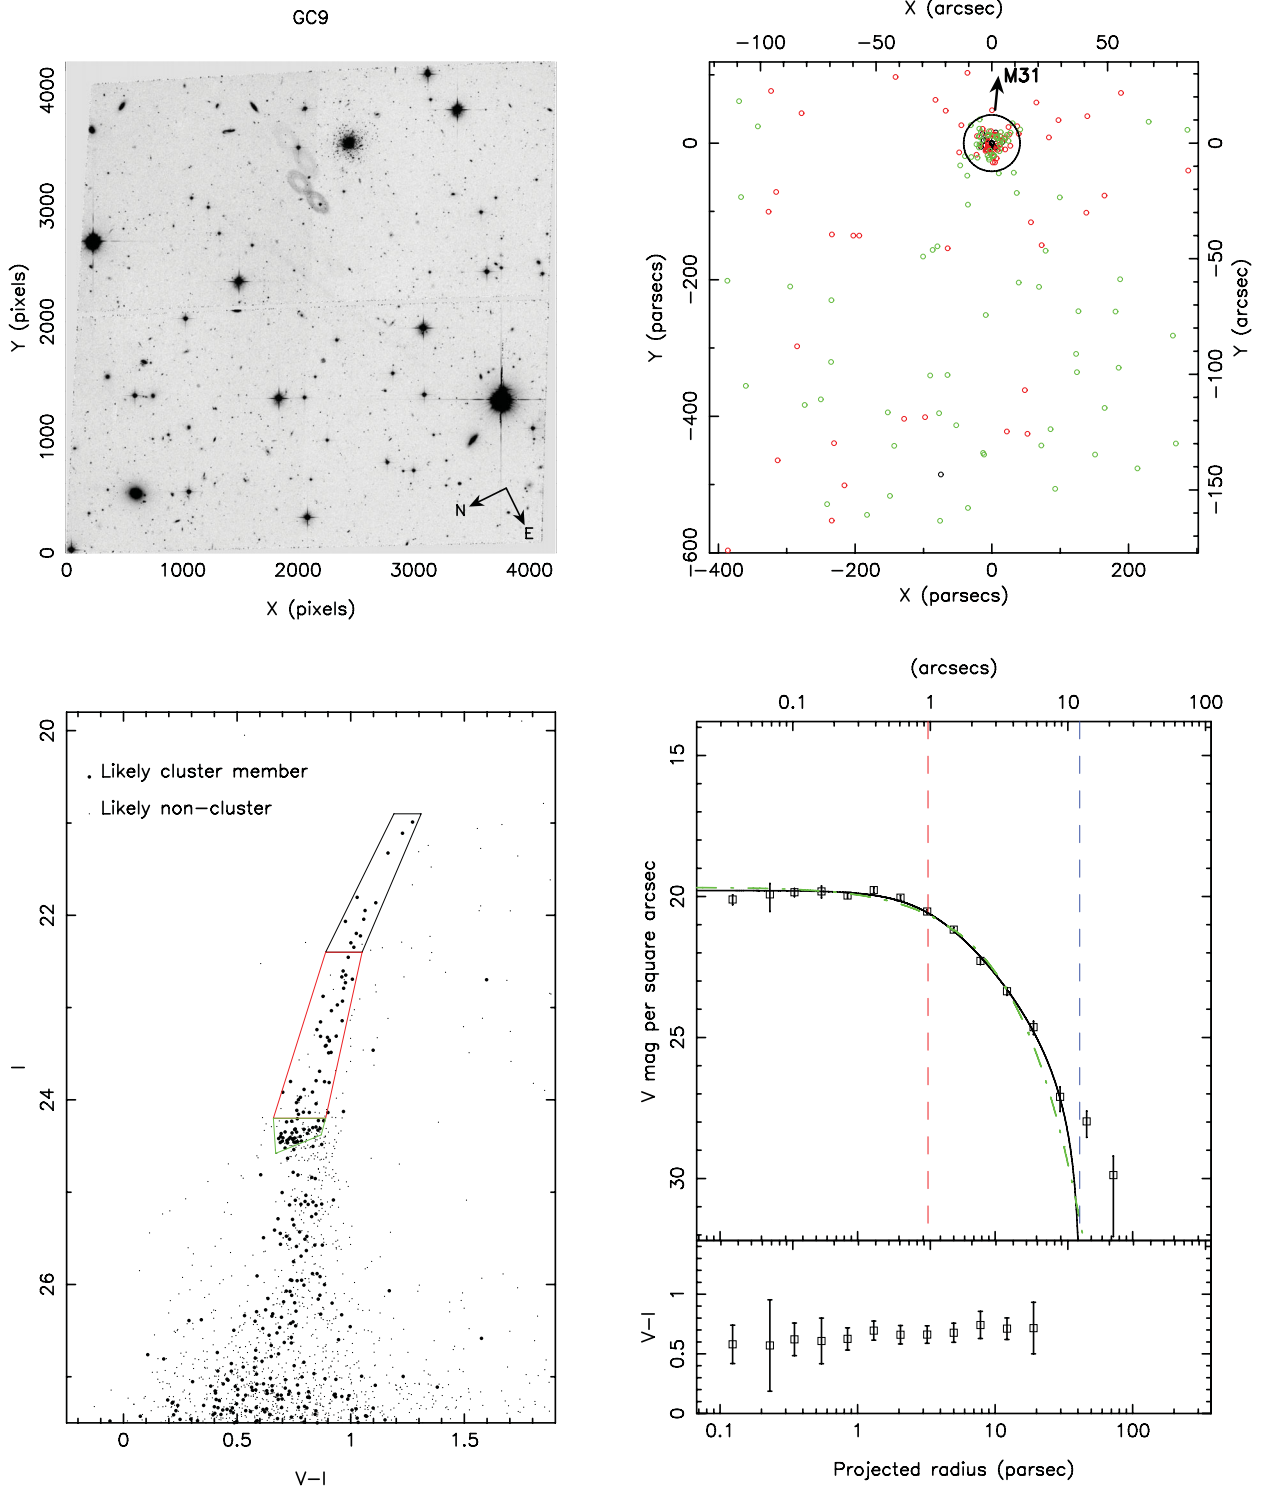 GC9
4000
3000
2000
1000
0
Y (pixels)
0 1000 2000 3000 4000
X (pixels)
N
E
X (arcsec)
−100 −50 0 50
M31
0
−200
−400
−600
Y (parsecs)
0
−50
−100
−150
Y (arcsec)
−400 −200 0 200
X (parsecs)
20
22
24
26
I
Likely cluster member
Likely non−cluster
0 0.5 1 1.5
V−I
(arcsecs)
0.1 1 10 100
15
20
25
30
V mag per square arcsec
1
0.5
0
V−I
0.1 1 10 100
Projected radius (parsec)